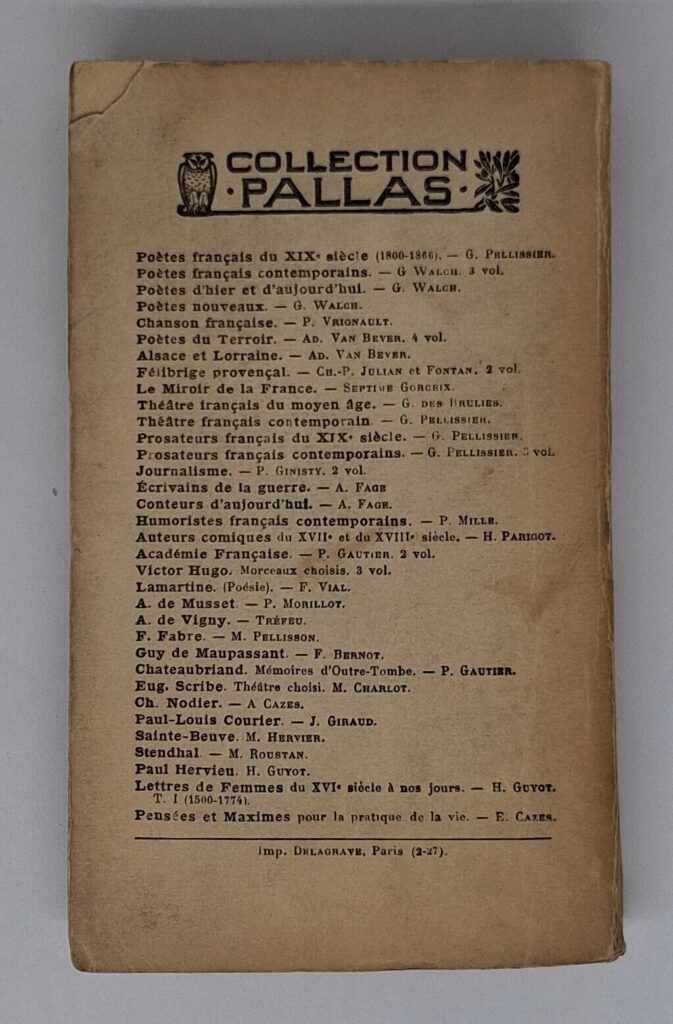 COLLECTION
·PALLAS·
Poètes français du XIXe siècle (1800-1866). — G. PELLISSIER.
Poètes français contemporains. — G WALCH. 3 vol.
Poètes d'hier et d'aujourd'hui. — G. WALCH.
Poètes nouveaux. — G. WALCH.
Chanson française. — P. VRIGNAULT.
Poètes du Terroir. — AD. VAN BEVER. 4 vol.
Alsace et Lorraine. — AD. VAN BEVER.
Félibrige provençal. — CH.-P. JULIAN et FONTAN. 2 vol.
Le Miroir de la France. — SEPTIME GORCEIX.
Théâtre français du moyen âge. — G. DES BRULIES.
Théâtre français contemporain. — G. PELLISSIER.
Prosateurs français du XIXe siècle. — G. PELLISSIER.
Prosateurs français contemporains. — G. PELLISSIER. 3 vol.
Journalisme. — P. GINISTY. 2 vol.
Écrivains de la guerre. — A. FAGE
Conteurs d'aujourd'hui. — A. FAGE.
Humoristes français contemporains. — P. MILLE.
Auteurs comiques du XVIIe et du XVIIIe siècle. — H. PARIGOT.
Académie Française. — P. GAUTIER. 2 vol.
Victor Hugo. Morceaux choisis. 3 vol.
Lamartine. (Poésie). — F. VIAL.
A. de Musset. — P. MORILLOT.
A. de Vigny. — TRÉFEU.
F. Fabre. — M. PELLISSON.
Guy de Maupassant. — F. BERNOT.
Chateaubriand. Mémoires d'Outre-Tombe. — P. GAUTIER.
Eug. Scribe. Théâtre choisi. M. CHARLOT.
Ch. Nodier. — A CAZES.
Paul-Louis Courier. — J. GIRAUD.
Sainte-Beuve. M. HERVIER.
Stendhal. — M. ROUSTAN.
Paul Hervieu. H. GUYOT.
Lettres de Femmes du XVIe siècle à nos jours. — H. GUYOT.
T. I (1500-1774).
Pensées et Maximes pour la pratique de la vie. — E. CAZES.
Imp. DELAGRAVE, Paris (2-27).